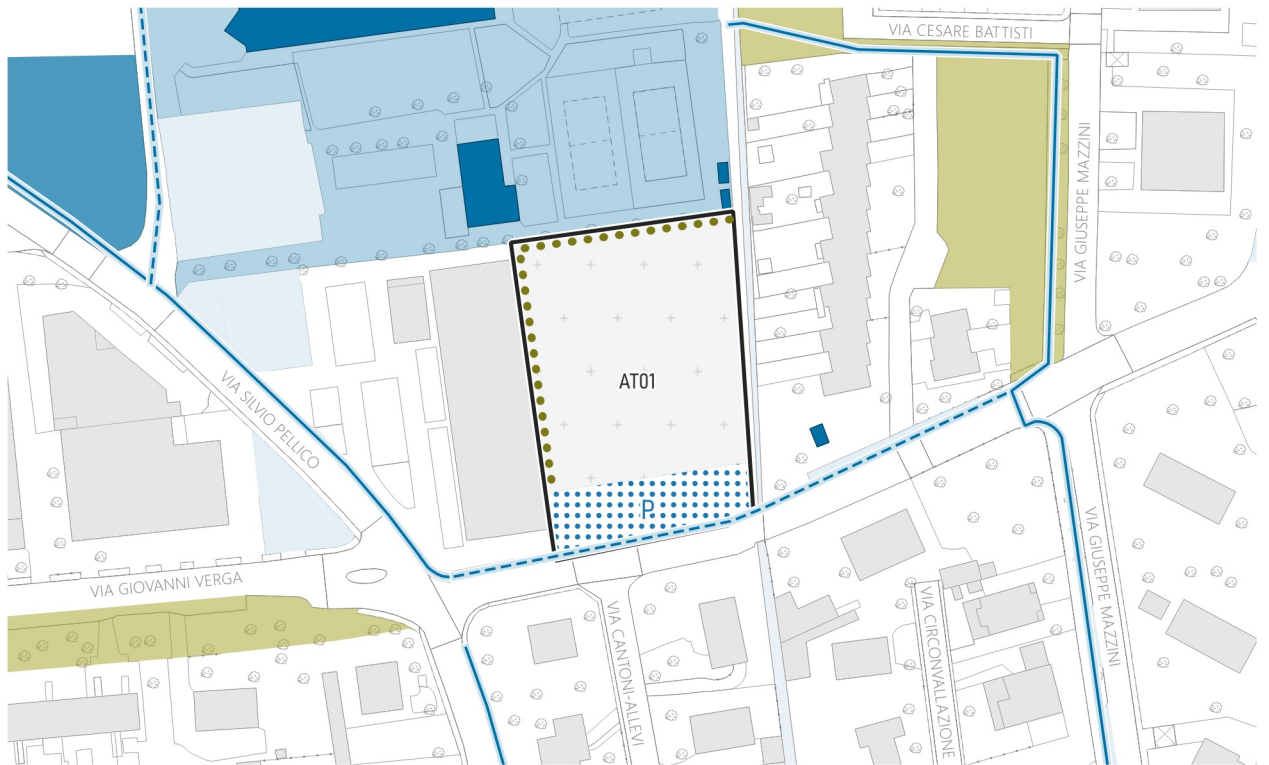 VIA CESARE BATTISTI
VIA GIUSEPPE MAZZINI
VIA SILVIO PELLICO
AT01
P
VIA GIOVANNI VERGA
VIA CANTONI-ALLEVI
VIA CIRCONVALLAZIONE
VIA GIUSEPPE MAZZINI